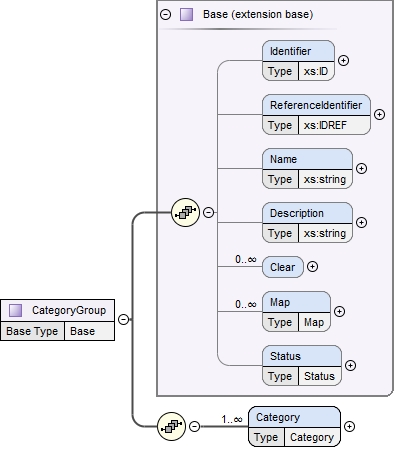 Base (extension base)
Identifier
Type xs:ID
ReferenceIdentifier
Type xs:IDREF
Name
Type xs:string
Description
Type xs:string
0..∞
Clear
0..∞
Map
Type Map
Status
Type Status
CategoryGroup
Base Type Base
1..∞
Category
Type Category